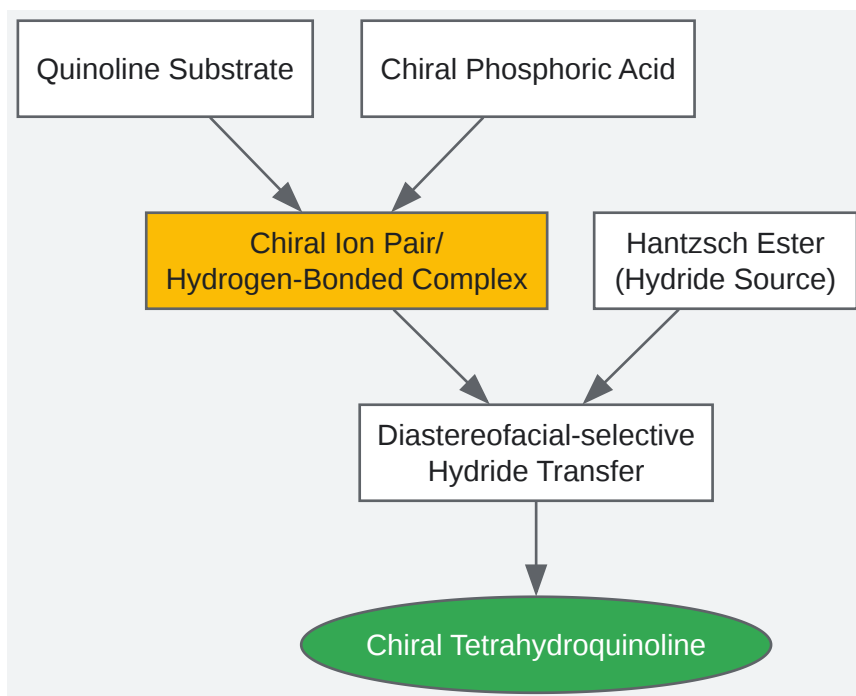 Quinoline Substrate
Chiral Phosphoric Acid
Chiral Ion Pair/
Hydrogen-Bonded Complex
Hantzsch Ester
(Hydride Source)
Diastereofacial-selective
Hydride Transfer
Chiral Tetrahydroquinoline